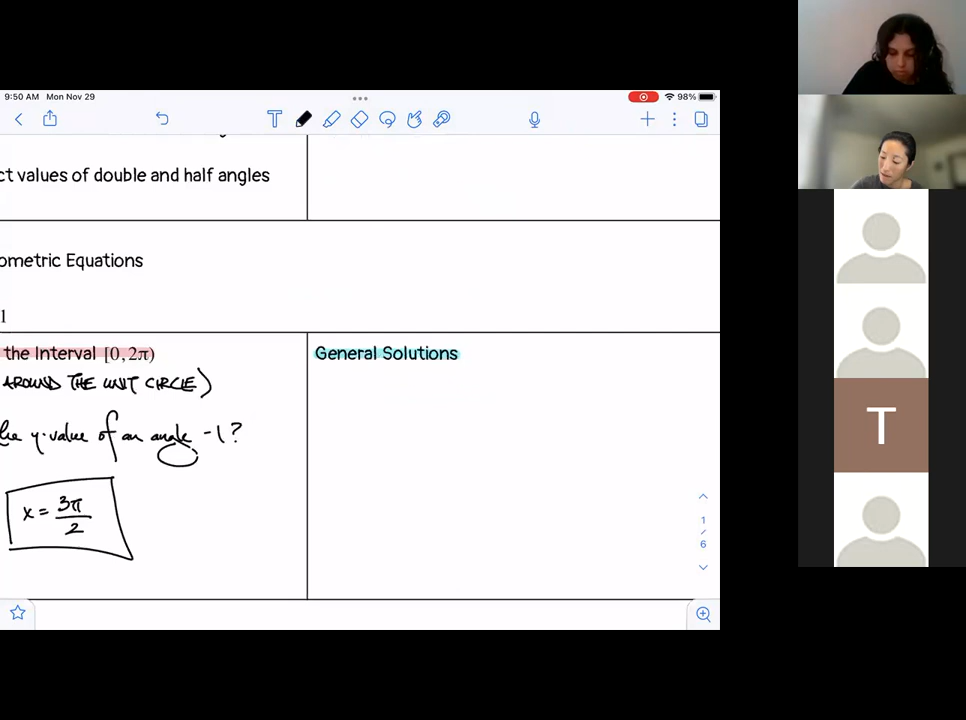 9:50 AM Mon Nov 29
98%
ct values of double and half angles
ometric Equations
1
the Interval [0, 2π)
General Solutions
AROUND THE UNIT CIRCLE)
the y-value of an angle -1?
x = 3π/2
1
/
6
T